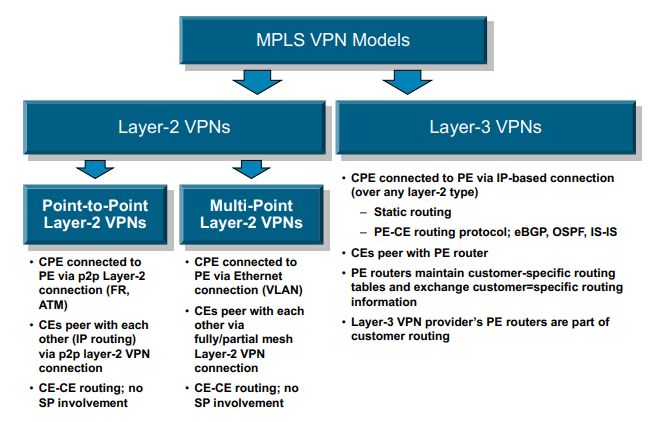 MPLS VPN Models
Layer-2 VPNs
Layer-3 VPNs
Point-to-Point
Layer-2 VPNs
• CPE connected to
PE via p2p Layer-2
connection (FR,
ATM)
• CEs peer with each
other (IP routing)
via p2p layer-2 VPN
connection
• CE-CE routing; no
SP involvement
Multi-Point
Layer-2 VPNs
• CPE connected to
PE via Ethernet
connection (VLAN)
• CEs peer with each
other via
fully/partial mesh
Layer-2 VPN
connection
• CE-CE routing; no
SP involvement
• CPE connected to PE via IP-based connection
(over any layer-2 type)
– Static routing
– PE-CE routing protocol; eBGP, OSPF, IS-IS
• CEs peer with PE router
• PE routers maintain customer-specific routing
tables and exchange customer=specific routing
information
• Layer-3 VPN provider's PE routers are part of
customer routing